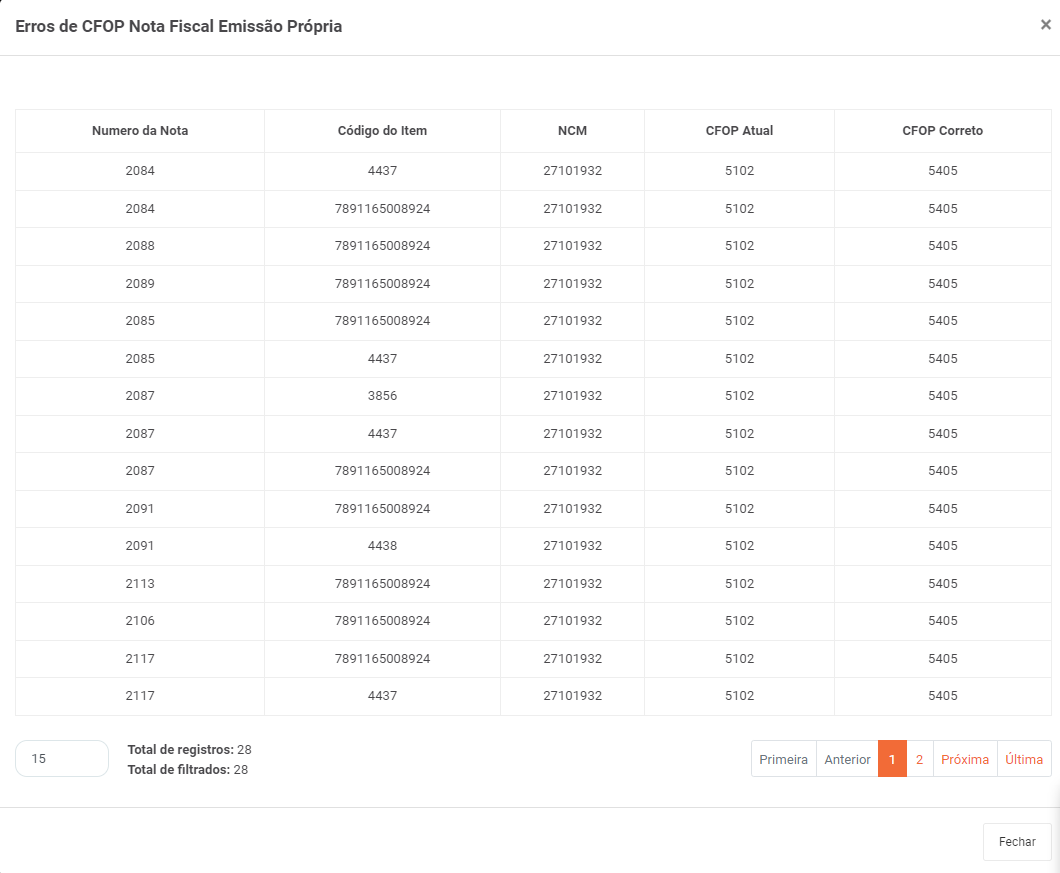 Erros de CFOP Nota Fiscal Emissão Própria ×
Numero da Nota Código do Item NCM CFOP Atual CFOP Correto
2084 4437 27101932 5102 5405
2084 7891165008924 27101932 5102 5405
2088 7891165008924 27101932 5102 5405
2089 7891165008924 27101932 5102 5405
2085 7891165008924 27101932 5102 5405
2085 4437 27101932 5102 5405
2087 3856 27101932 5102 5405
2087 4437 27101932 5102 5405
2087 7891165008924 27101932 5102 5405
2091 7891165008924 27101932 5102 5405
2091 4438 27101932 5102 5405
2113 7891165008924 27101932 5102 5405
2106 7891165008924 27101932 5102 5405
2117 7891165008924 27101932 5102 5405
2117 4437 27101932 5102 5405
15
Total de registros: 28
Total de filtrados: 28
Primeira Anterior 1 2 Próxima Última
Fechar